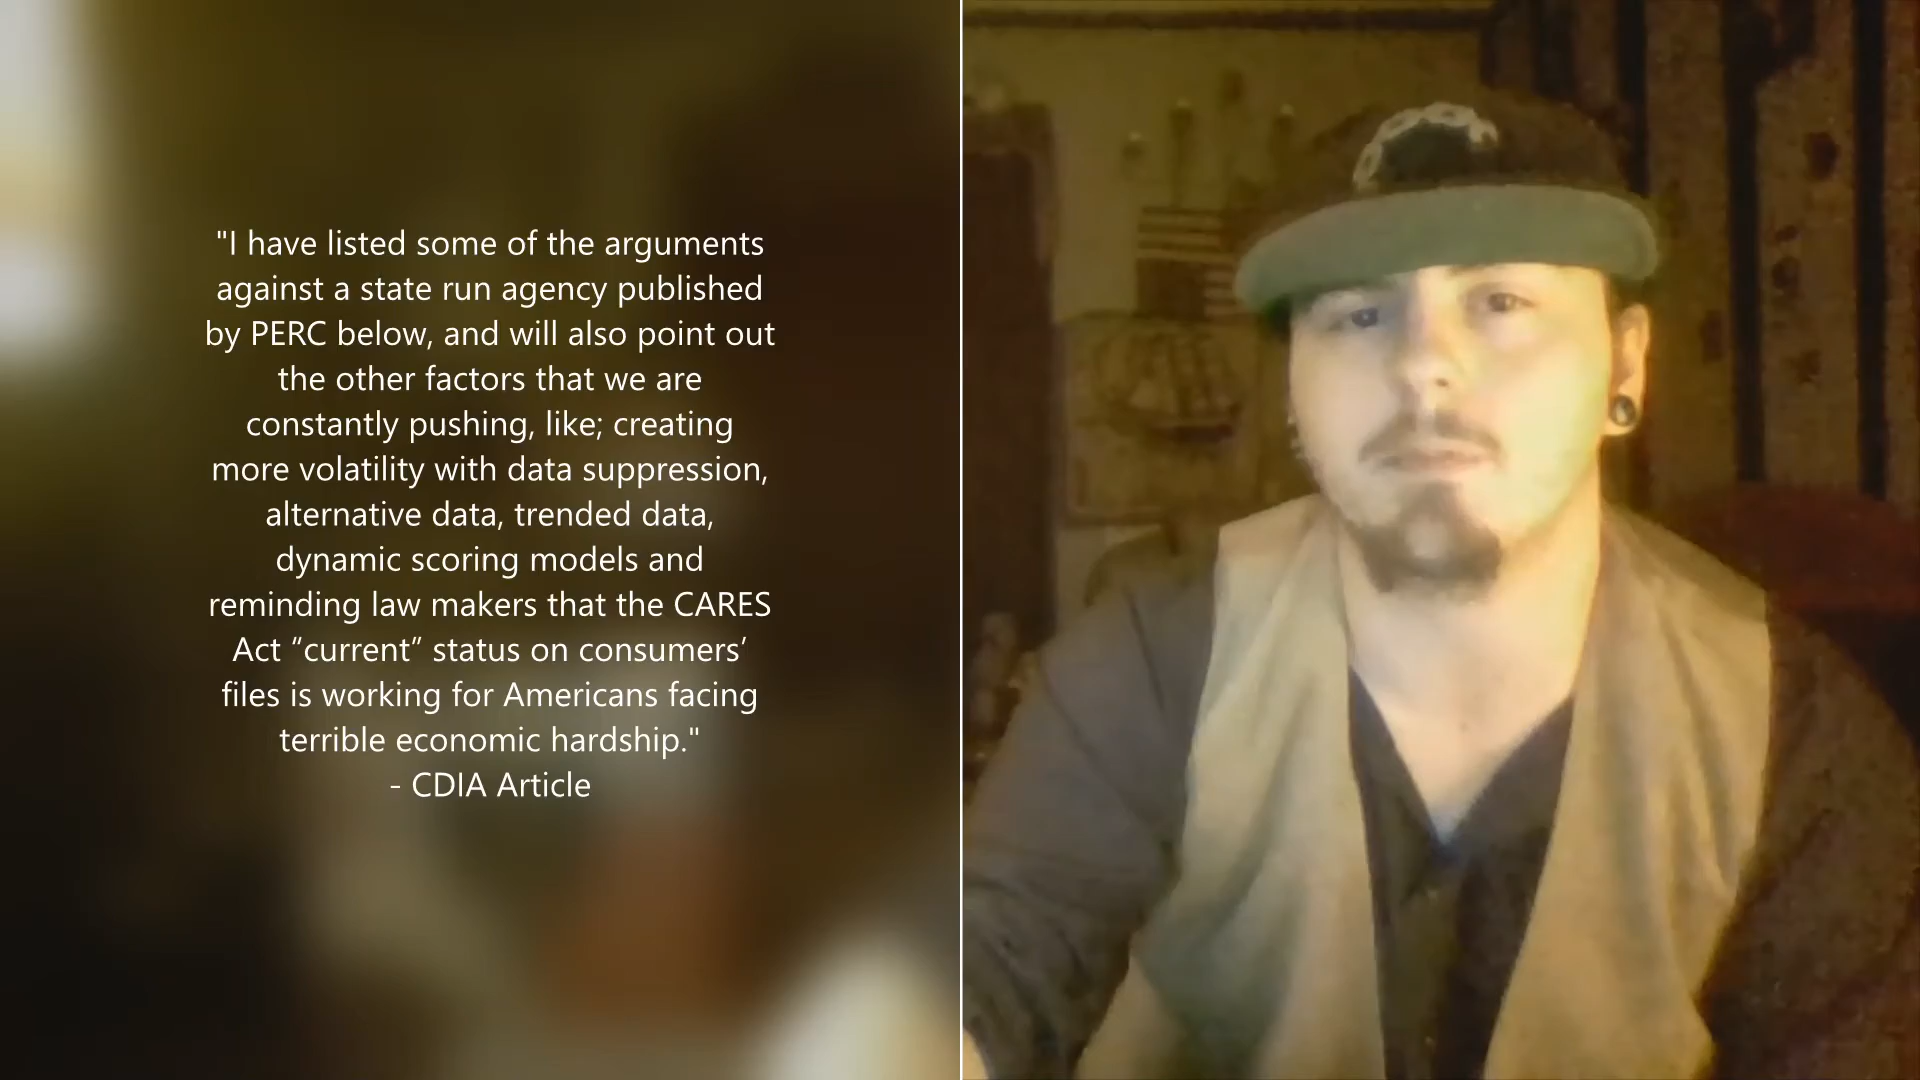 "I have listed some of the arguments
against a state run agency published
by PERC below, and will also point out
the other factors that we are
constantly pushing, like; creating
more volatility with data suppression,
alternative data, trended data,
dynamic scoring models and
reminding law makers that the CARES
Act “current” status on consumers’
files is working for Americans facing
terrible economic hardship."
- CDIA Article